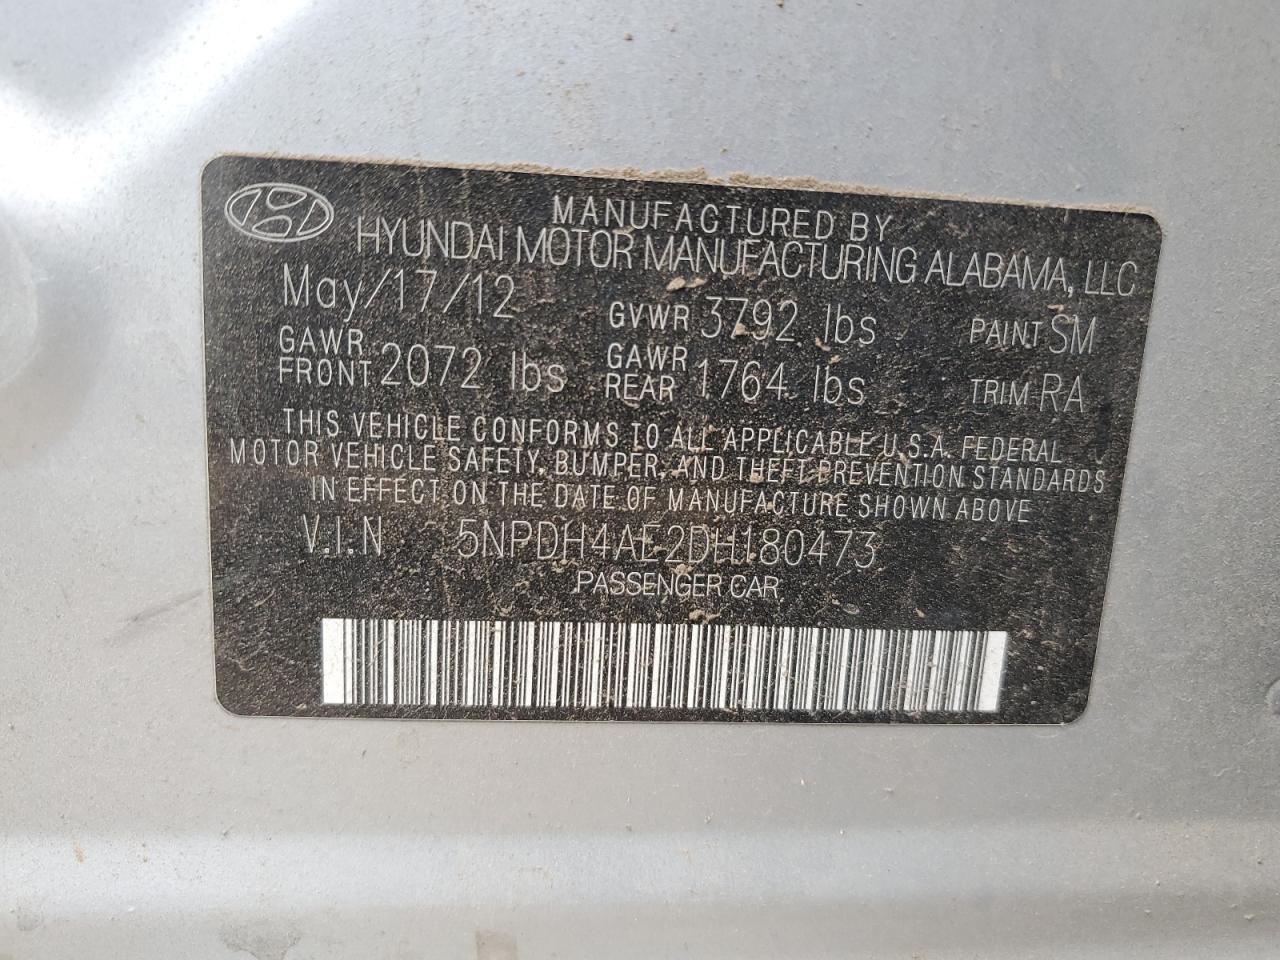 MANUFACTURED BY
HYUNDAI MOTOR MANUFACTURING ALABAMA, LLC
May/17/12 GVWR 3792 lbs PAINT SM
GAWR FRONT 2072 lbs GAWR REAR 1764 lbs TRIM RA
THIS VEHICLE CONFORMS TO ALL APPLICABLE U.S.A. FEDERAL
MOTOR VEHICLE SAFETY, BUMPER, AND THEFT PREVENTION STANDARDS
IN EFFECT ON THE DATE OF MANUFACTURE SHOWN ABOVE
V.I.N 5NPDH4AE2DH180473
PASSENGER CAR